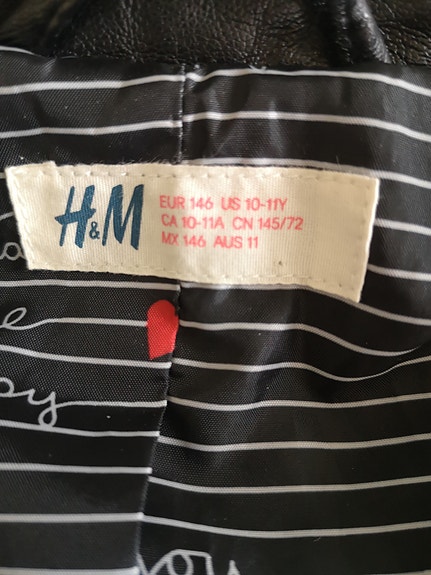 H&M
EUR 146 US 10-11Y
CA 10-11A CN 145/72
MX 146 AUS 11